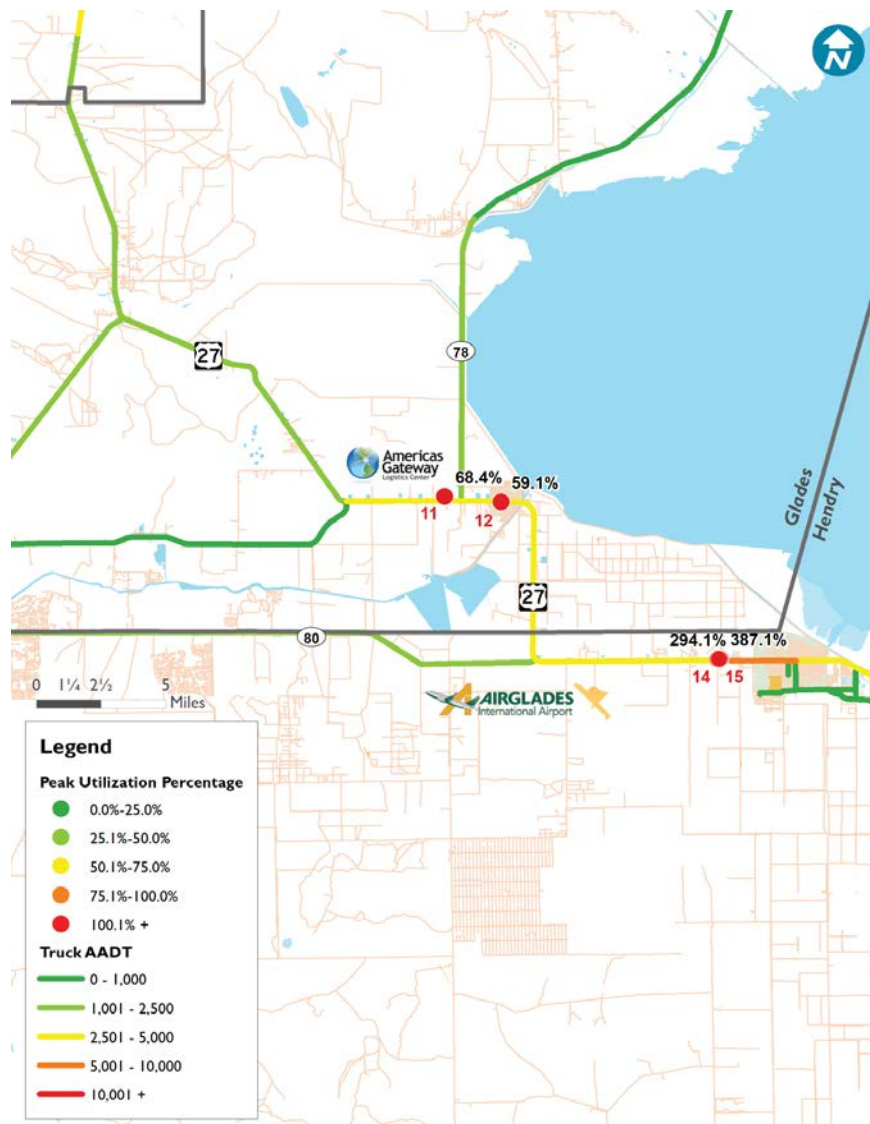 N
27
78
Americas
Gateway
Logistics Center
68.4%
59.1%
11
12
Glades
Hendry
27
80
294.1% 387.1%
14 15
0 1¼ 2½ 5
Miles
AIRGLADES
International Airport
Legend
Peak Utilization Percentage
0.0%-25.0%
25.1%-50.0%
50.1%-75.0%
75.1%-100.0%
100.1% +
Truck AADT
0 - 1,000
1,001 - 2,500
2,501 - 5,000
5,001 - 10,000
10,001 +